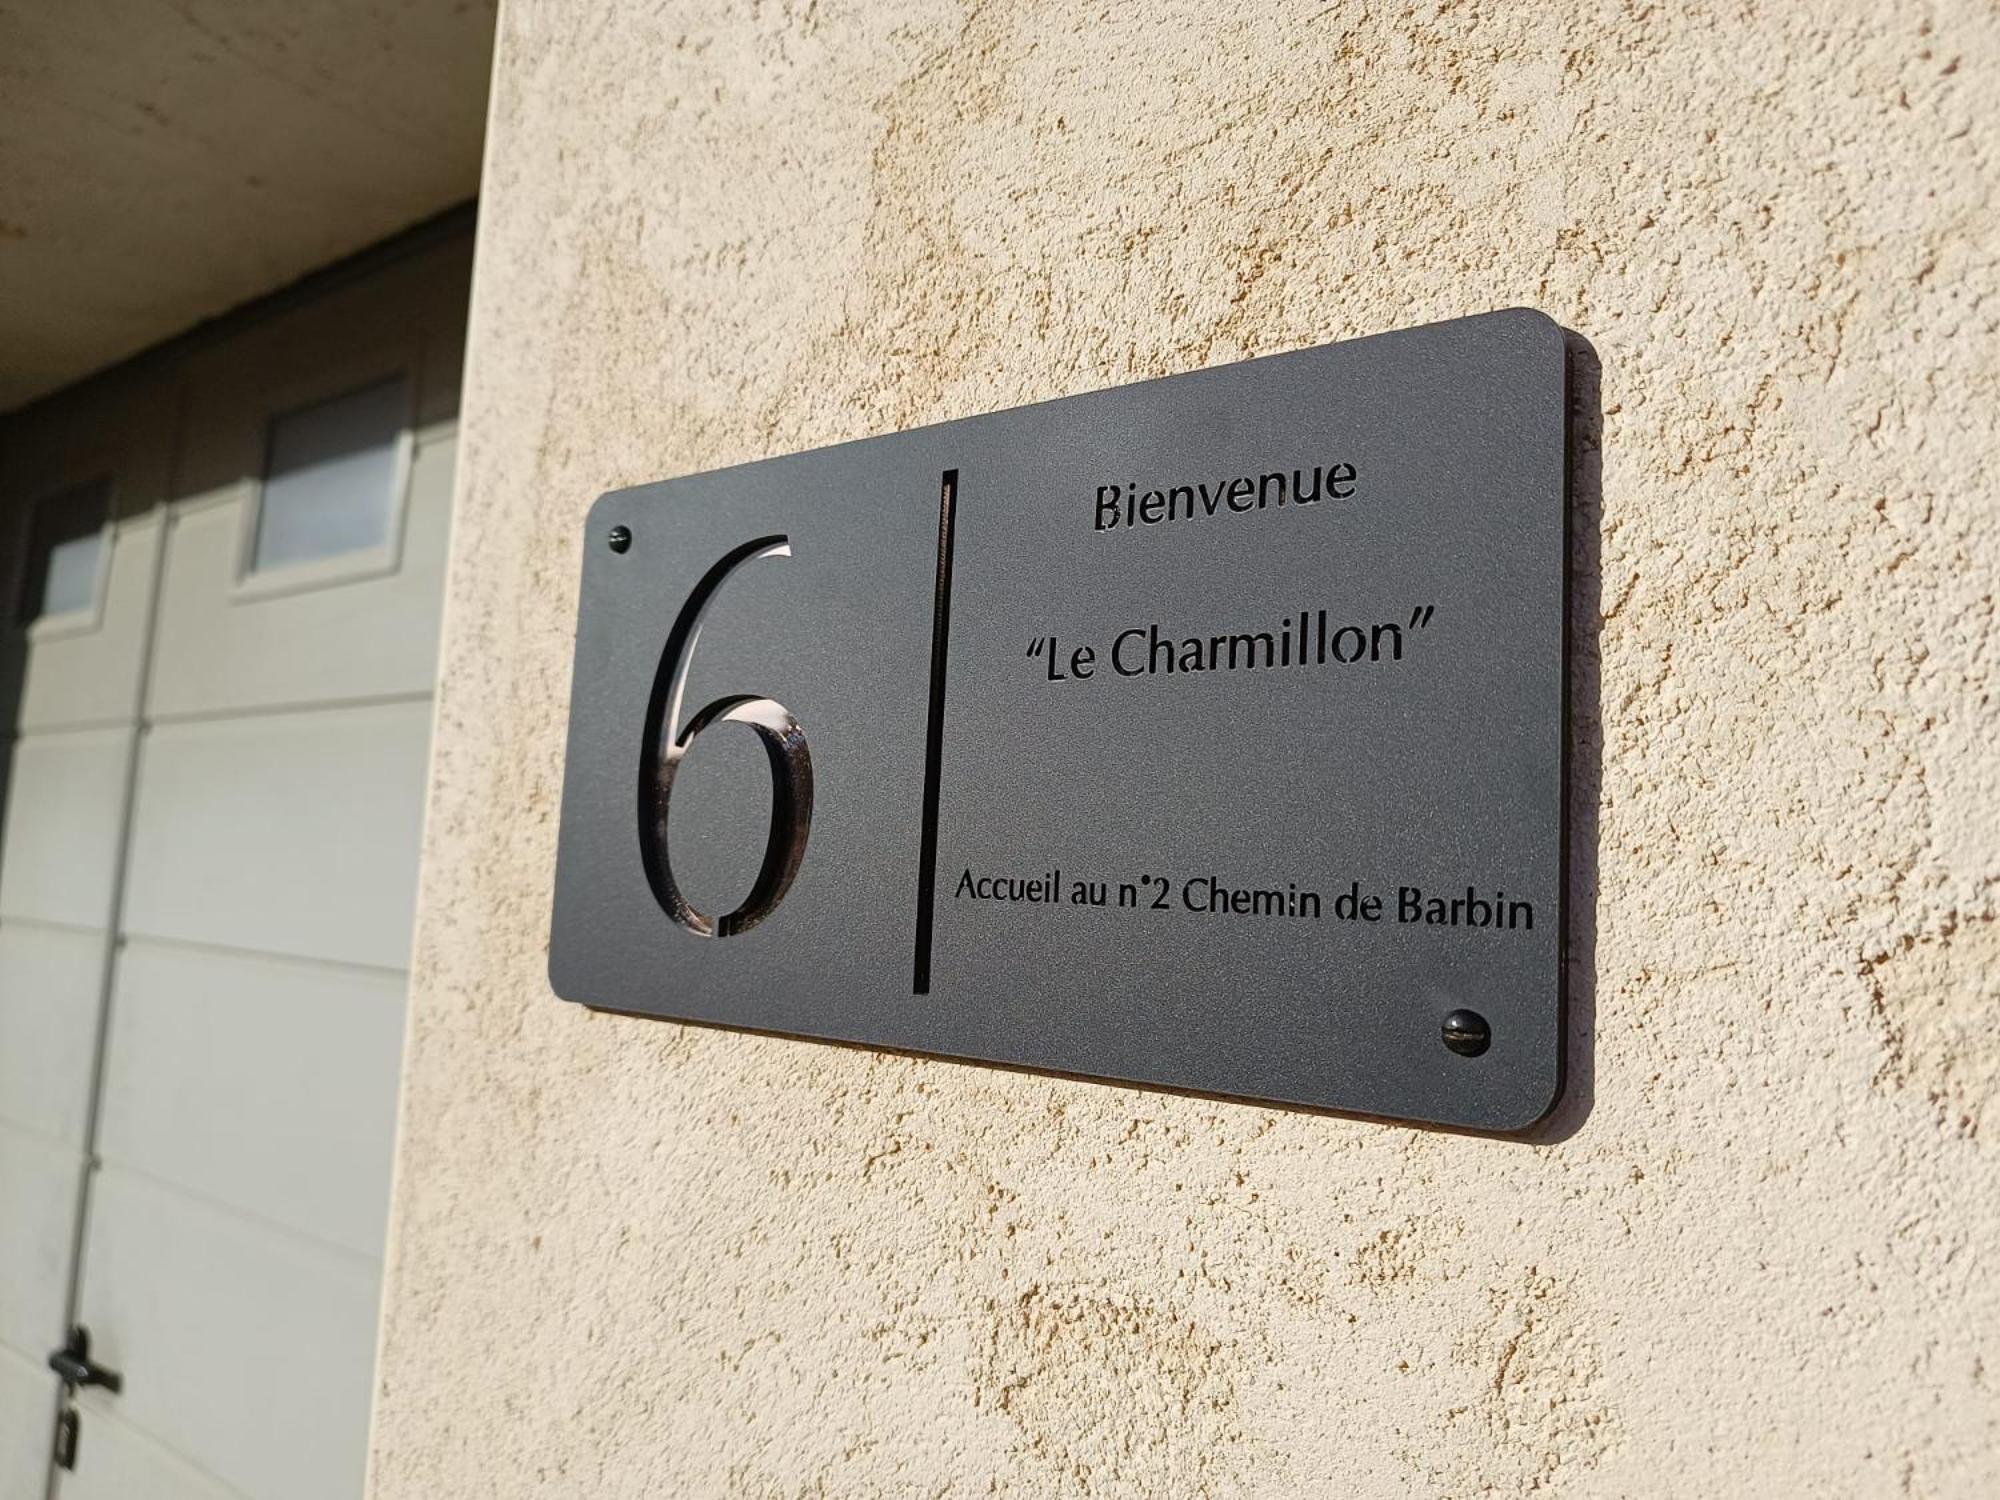 6
Bienvenue
“Le Charmillon”
Accueil au n°2 Chemin de Barbin